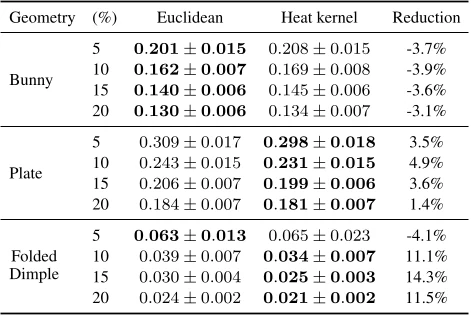 Geometry (%) Euclidean Heat kernel Reduction
Bunny 5 0.201 ± 0.015 0.208 ± 0.015 -3.7%
10 0.162 ± 0.007 0.169 ± 0.008 -3.9%
15 0.140 ± 0.006 0.145 ± 0.006 -3.6%
20 0.130 ± 0.006 0.134 ± 0.007 -3.1%
Plate 5 0.309 ± 0.017 0.298 ± 0.018 3.5%
10 0.243 ± 0.015 0.231 ± 0.015 4.9%
15 0.206 ± 0.007 0.199 ± 0.006 3.6%
20 0.184 ± 0.007 0.181 ± 0.007 1.4%
Folded Dimple 5 0.063 ± 0.013 0.065 ± 0.023 -4.1%
10 0.039 ± 0.007 0.034 ± 0.007 11.1%
15 0.030 ± 0.004 0.025 ± 0.003 14.3%
20 0.024 ± 0.002 0.021 ± 0.002 11.5%